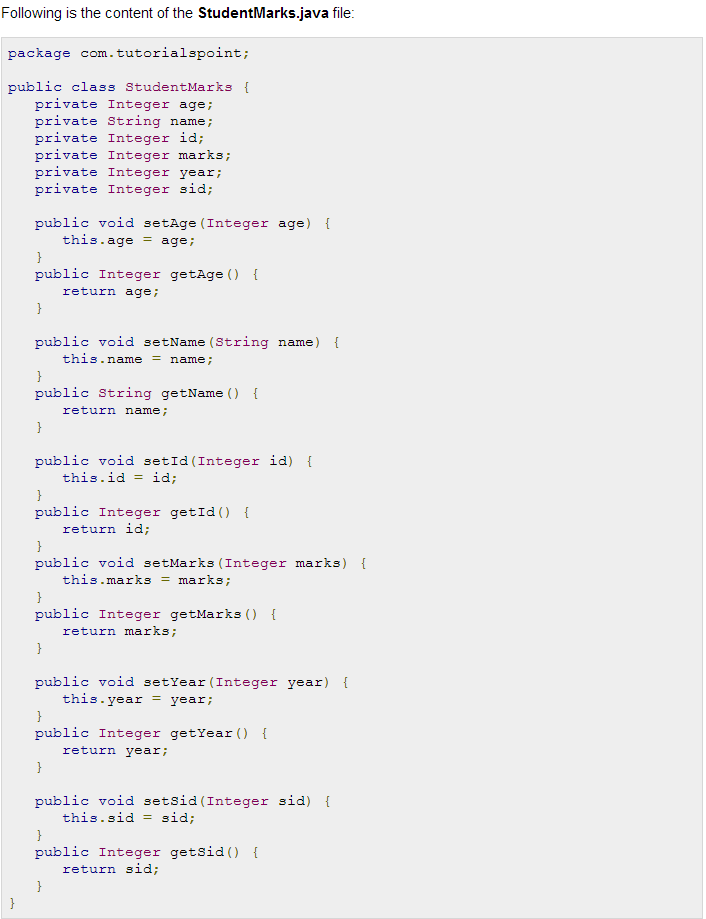 Following is the content of the StudentMarks.java file:
package com.tutorialspoint;
public class StudentMarks {
   private Integer age;
   private String name;
   private Integer id;
   private Integer marks;
   private Integer year;
   private Integer sid;
   public void setAge(Integer age) {
      this.age = age;
   }
   public Integer getAge() {
      return age;
   }
   public void setName(String name) {
      this.name = name;
   }
   public String getName() {
      return name;
   }
   public void setId(Integer id) {
      this.id = id;
   }
   public Integer getId() {
      return id;
   }
   public void setMarks(Integer marks) {
      this.marks = marks;
   }
   public Integer getMarks() {
      return marks;
   }
   public void setYear(Integer year) {
      this.year = year;
   }
   public Integer getYear() {
      return year;
   }
   public void setSid(Integer sid) {
      this.sid = sid;
   }
   public Integer getSid() {
      return sid;
   }
}